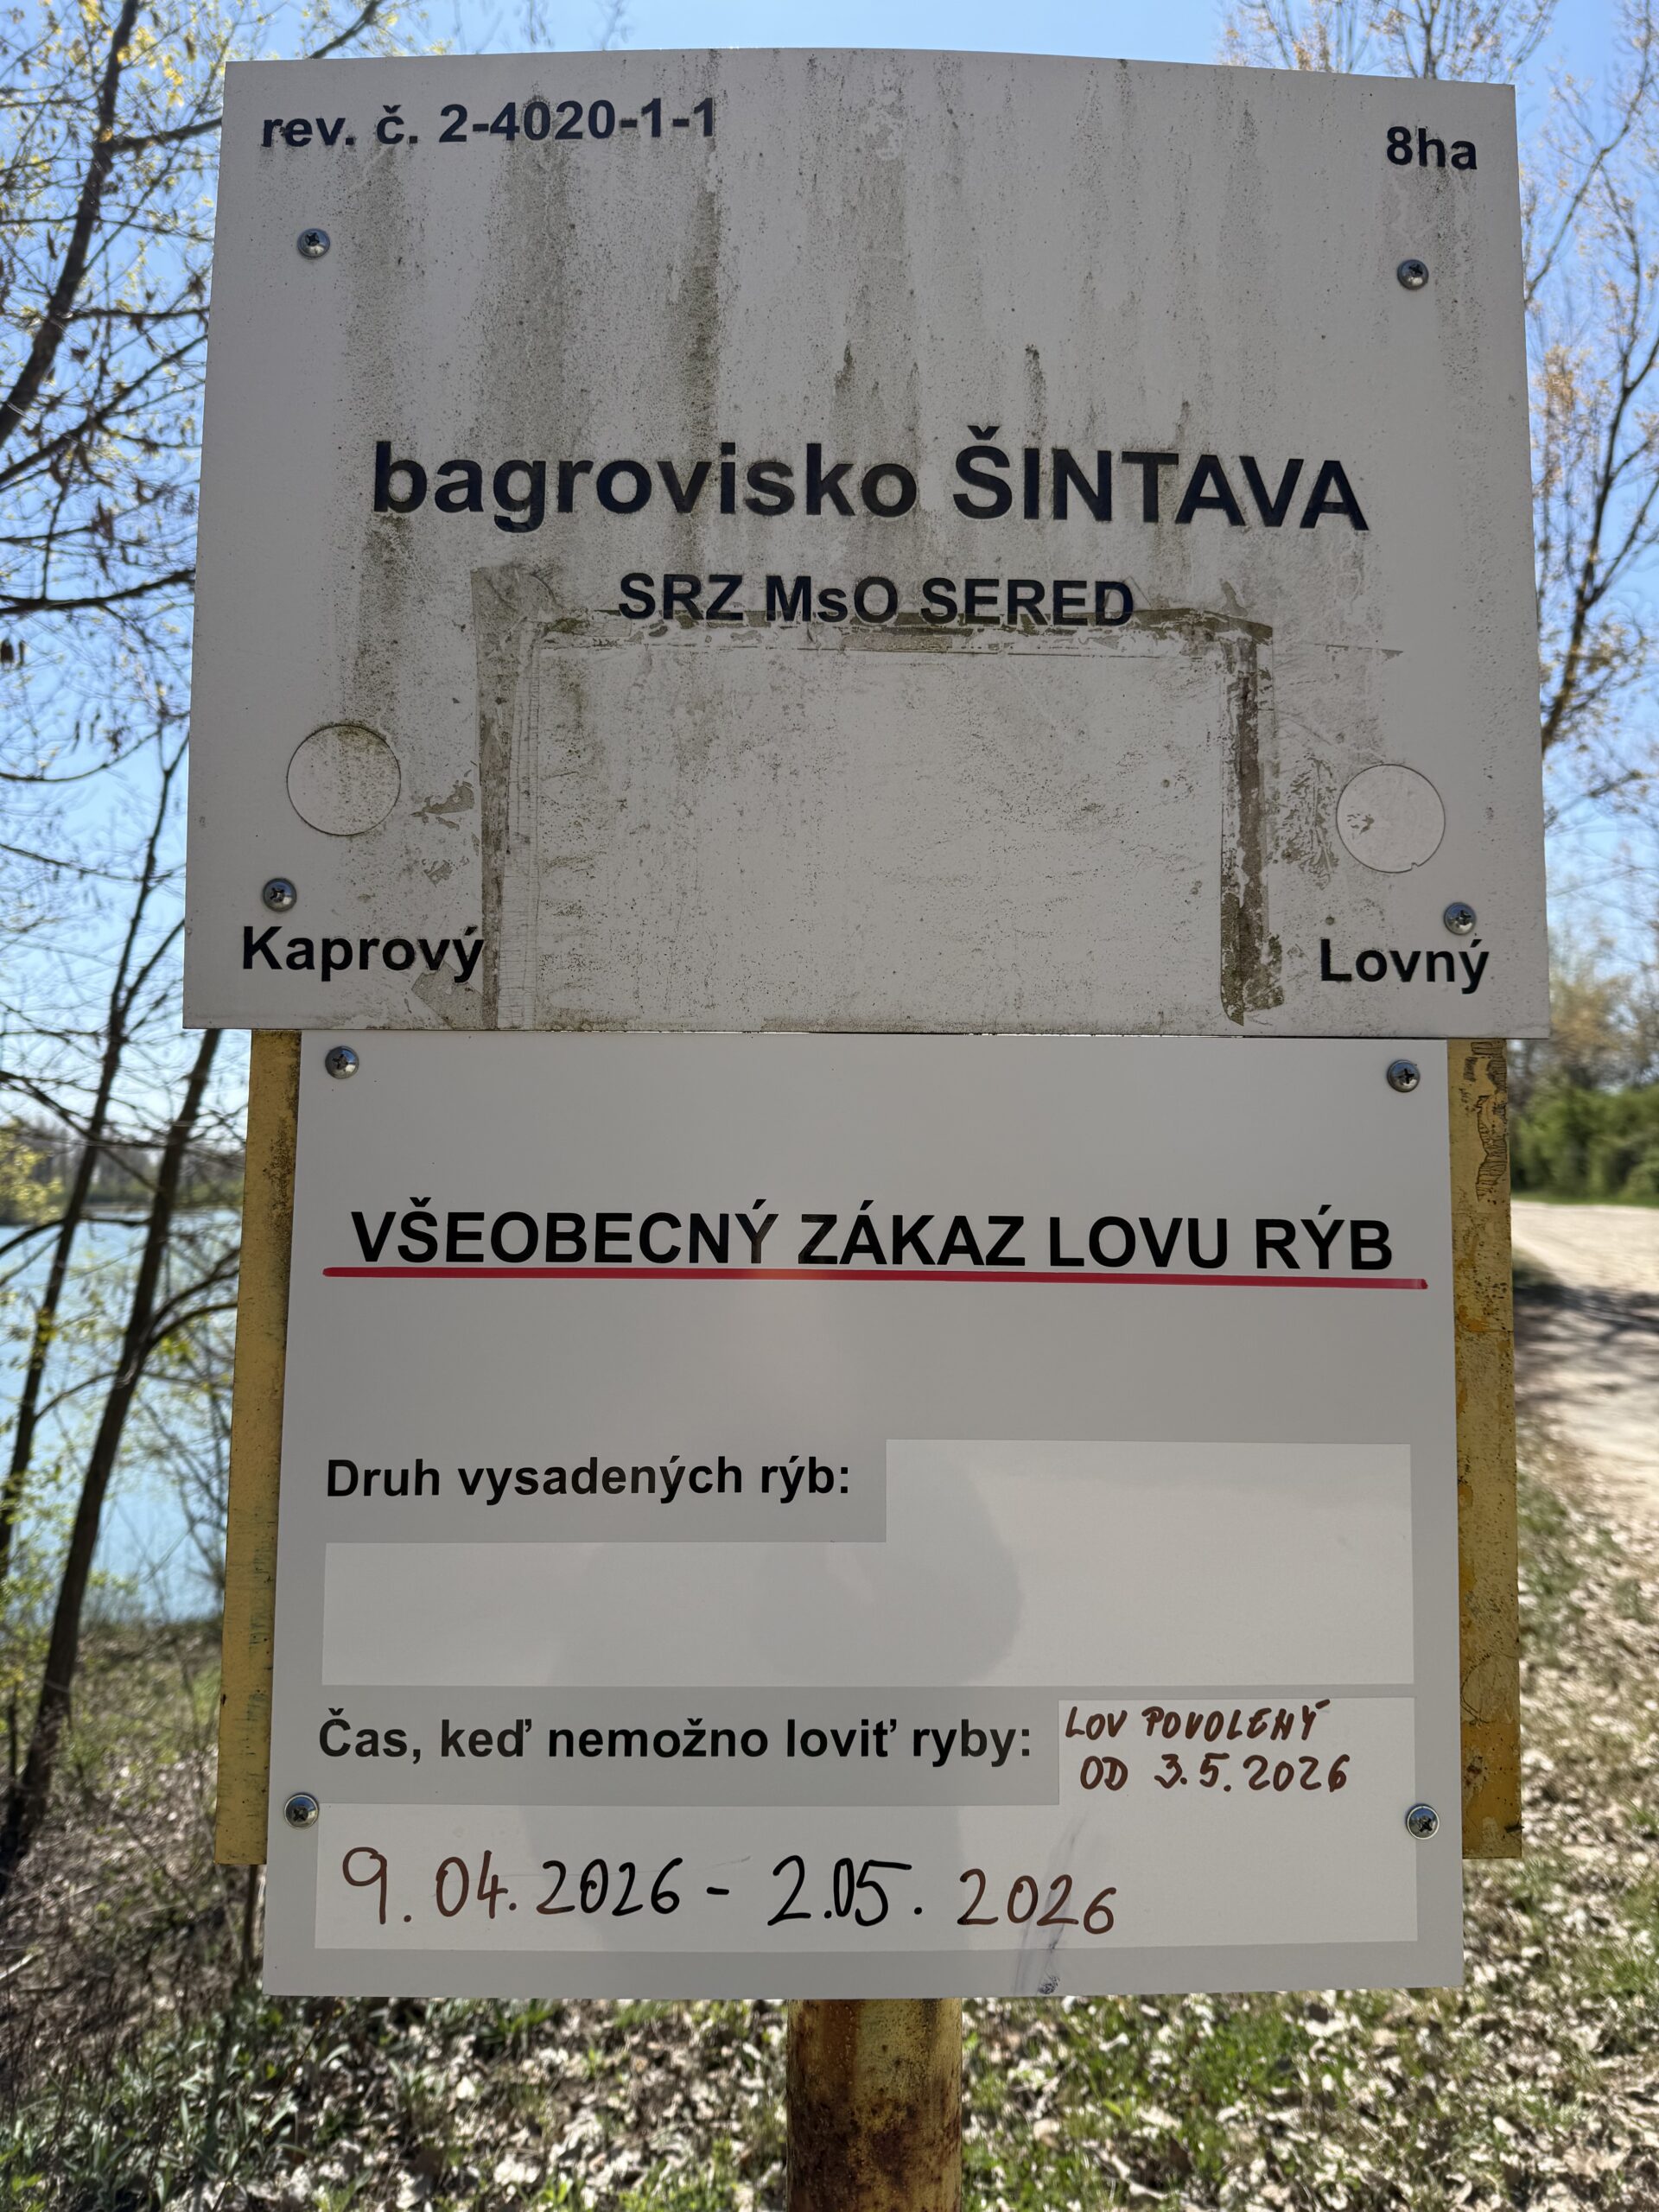 rev. č. 2-4020-1-1
8ha
bagrovisko ŠINTAVA
SRZ MsO SERED
Kaprový
Lovný
VŠEOBECNÝ ZÁKAZ LOVU RÝB
Druh vysadených rýb:
Čas, keď nemožno loviť ryby:
LOV POVOLENÝ
OD 3.5.2026
9.04.2026 - 2.05.2026